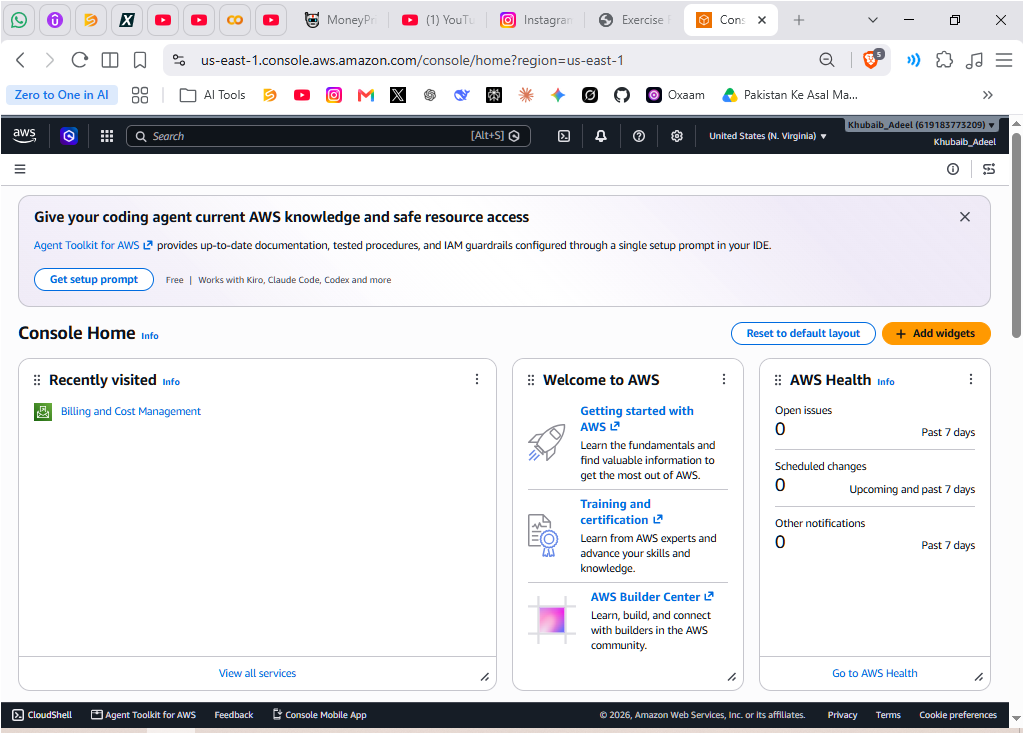 MoneyPr
(1) YouTu
Instagram
Exercise
Cons
us-east-1.console.aws.amazon.com/console/home?region=us-east-1
5
Zero to One in AI
AI Tools
Oxaam
Pakistan Ke Asal Ma...
aws
Search
[Alt+S]
United States (N. Virginia)
Khubaib_Adeel (619183773209)
Khubaib_Adeel
Give your coding agent current AWS knowledge and safe resource access
Agent Toolkit for AWS provides up-to-date documentation, tested procedures, and IAM guardrails configured through a single setup prompt in your IDE.
Get setup prompt
Free | Works with Kiro, Claude Code, Codex and more
Console Home Info
Reset to default layout
+ Add widgets
Recently visited Info
Billing and Cost Management
View all services
Welcome to AWS
Getting started with
AWS
Learn the fundamentals and
find valuable information to
get the most out of AWS.
Training and
certification
Learn from AWS experts and
advance your skills and
knowledge.
AWS Builder Center
Learn, build, and connect
with builders in the AWS
community.
AWS Health Info
Open issues
0
Past 7 days
Scheduled changes
0
Upcoming and past 7 days
Other notifications
0
Past 7 days
Go to AWS Health
CloudShell
Agent Toolkit for AWS
Feedback
Console Mobile App
© 2026, Amazon Web Services, Inc. or its affiliates.
Privacy
Terms
Cookie preferences